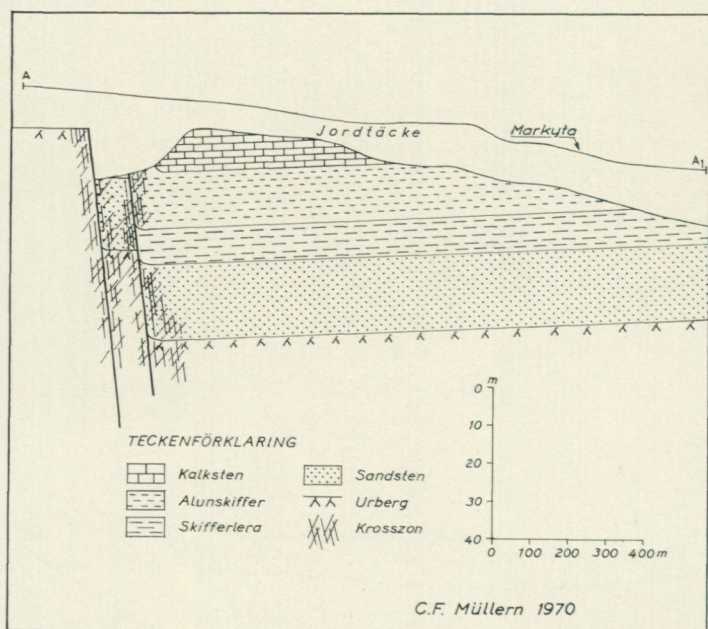 A
Jordtäcke
Markyta
A1
TECKENFÖRKLARING
Kalksten
Alunskiffer
Skifferlera
Sandsten
Urberg
Krosszon
m
0
10
20
30
40
0 100 200 300 400 m
C.F. Müllern 1970